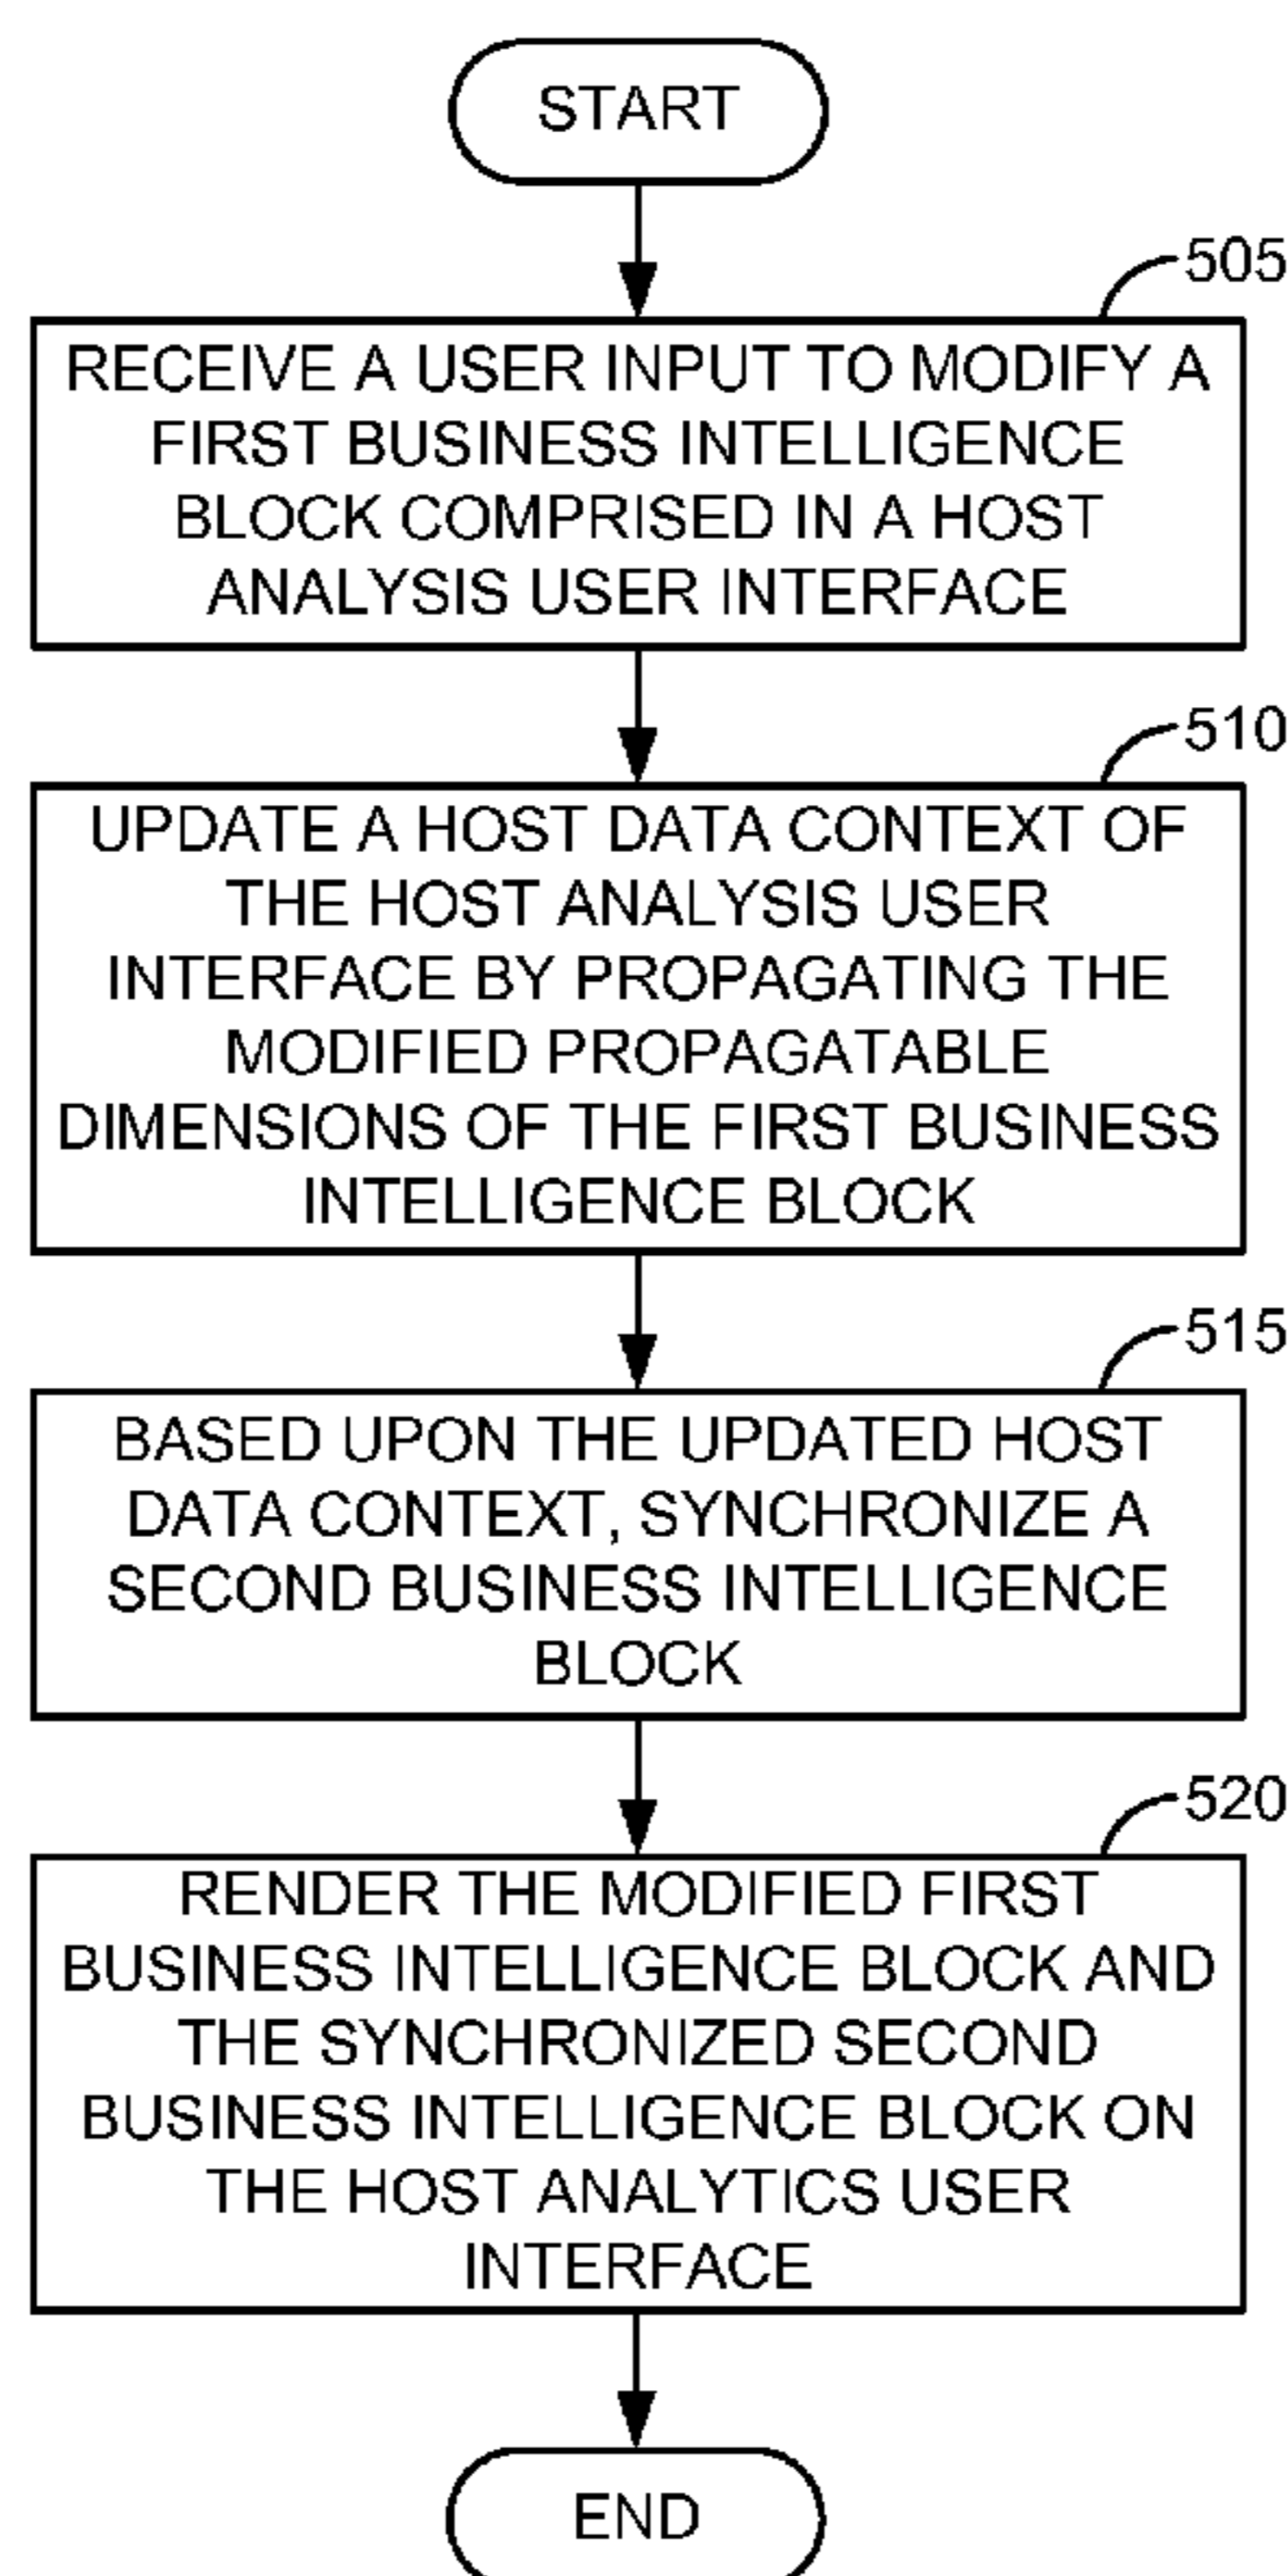 START
505
RECEIVE A USER INPUT TO MODIFY A
FIRST BUSINESS INTELLIGENCE
BLOCK COMPRISED IN A HOST
ANALYSIS USER INTERFACE
510
UPDATE A HOST DATA CONTEXT OF
THE HOST ANALYSIS USER
INTERFACE BY PROPAGATING THE
MODIFIED PROPAGATABLE
DIMENSIONS OF THE FIRST BUSINESS
INTELLIGENCE BLOCK
515
BASED UPON THE UPDATED HOST
DATA CONTEXT, SYNCHRONIZE A
SECOND BUSINESS INTELLIGENCE
BLOCK
520
RENDER THE MODIFIED FIRST
BUSINESS INTELLIGENCE BLOCK AND
THE SYNCHRONIZED SECOND
BUSINESS INTELLIGENCE BLOCK ON
THE HOST ANALYTICS USER
INTERFACE
END